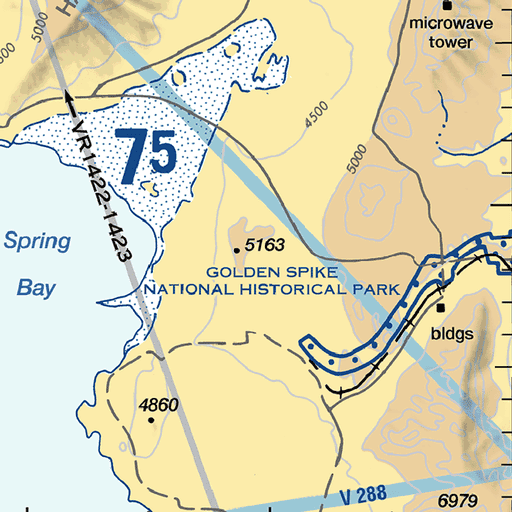 5000
microwave
tower
4500
5000
75
VR1422-1423
Spring
Bay
5163
GOLDEN SPIKE
NATIONAL HISTORICAL PARK
bldgs
4860
V 288
6979